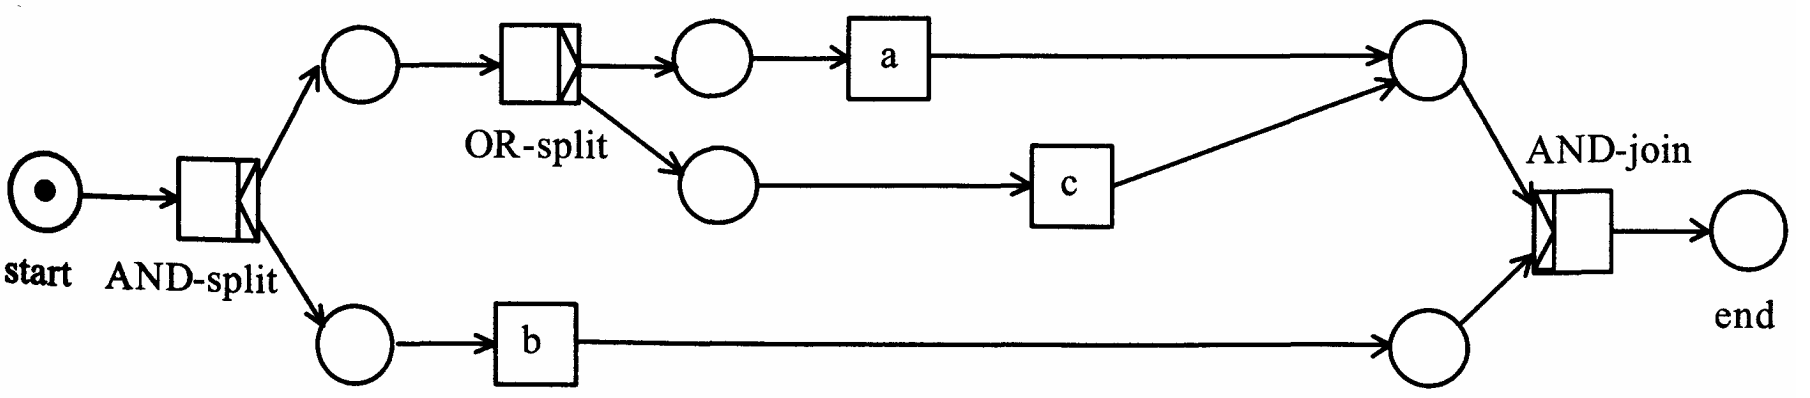 a
OR-split
AND-join
c
start
AND-split
b
end